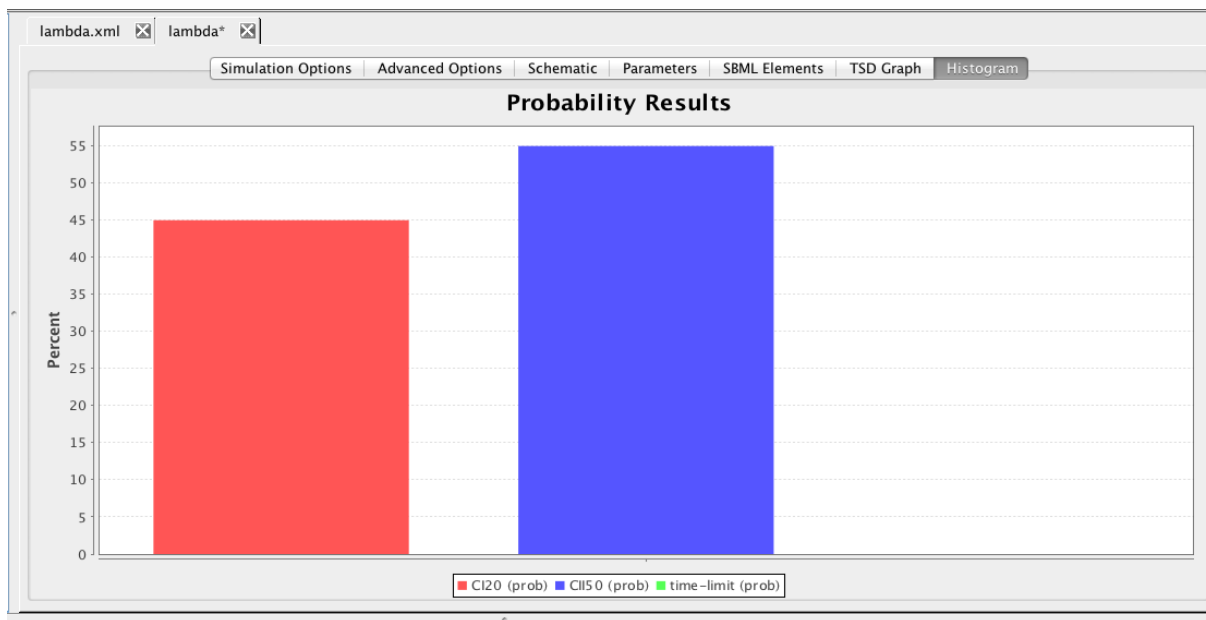 lambda.xml lambda*
Simulation Options Advanced Options Schematic Parameters SBML Elements TSD Graph Histogram
Probability Results
55
50
45
40
35
30
25
20
15
10
5
0
Percent
CI20 (prob) CII50 (prob) time-limit (prob)